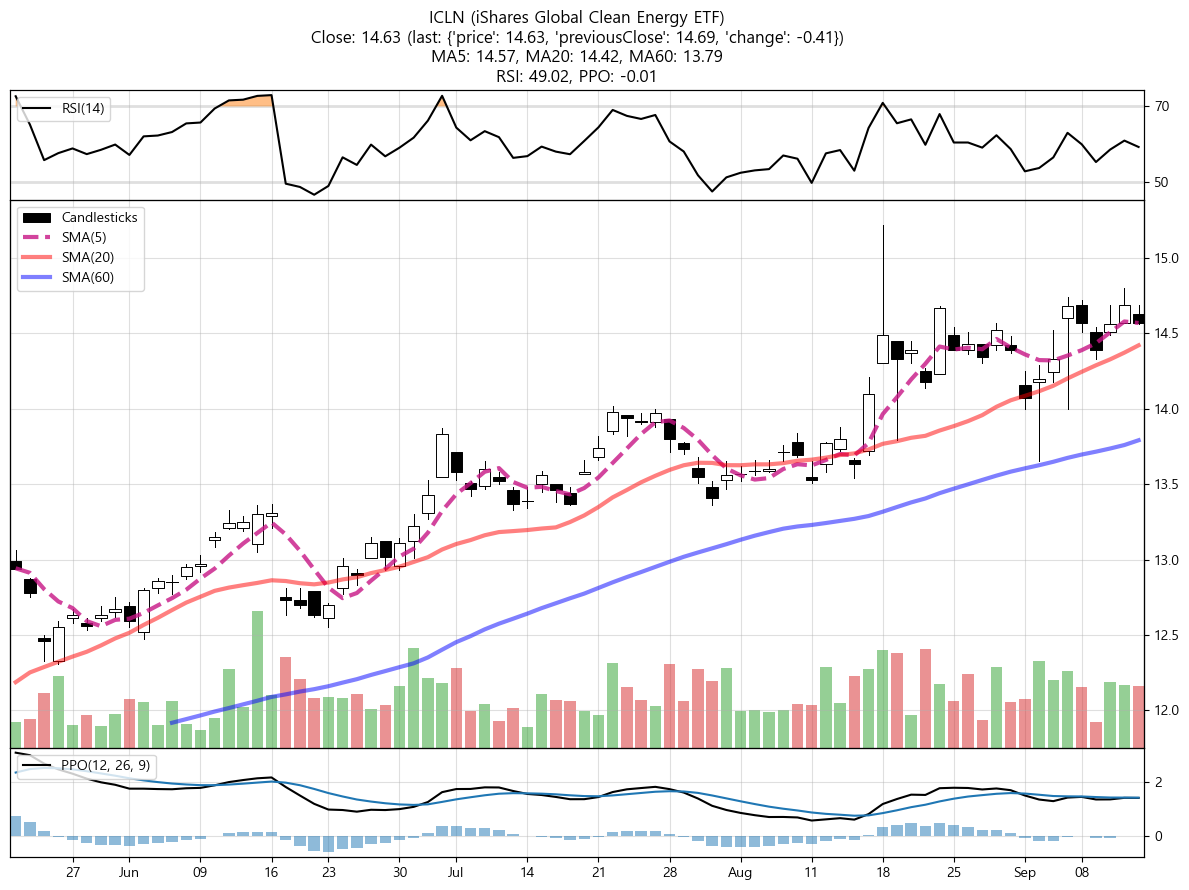 ICLN (iShares Global Clean Energy ETF)
Close: 14.63 (last: {'price': 14.63, 'previousClose': 14.69, 'change': -0.41})
MA5: 14.57, MA20: 14.42, MA60: 13.79
RSI: 49.02, PPO: -0.01
RSI(14)
70
50
Candlesticks
SMA(5)
SMA(20)
SMA(60)
15.0
14.5
14.0
13.5
13.0
12.5
12.0
PPO(12, 26, 9)
2
0
27 Jun 09 16 23 30 Jul 14 21 28 Aug 11 18 25 Sep 08